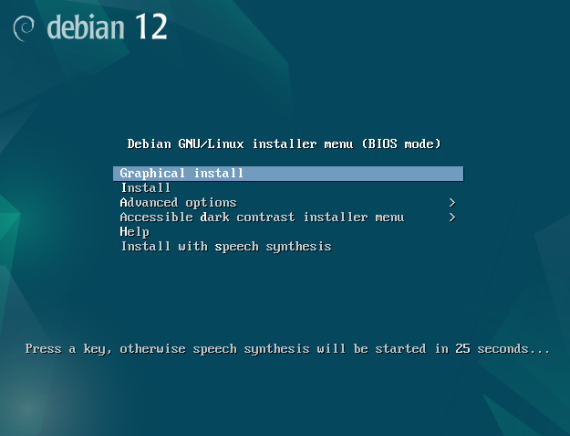 debian 12
Debian GNU/Linux installer menu (BIOS mode)
Graphical install
Install
Advanced options >
Accessible dark contrast installer menu >
Help
Install with speech synthesis
Press a key, otherwise speech synthesis will be started in 25 seconds...